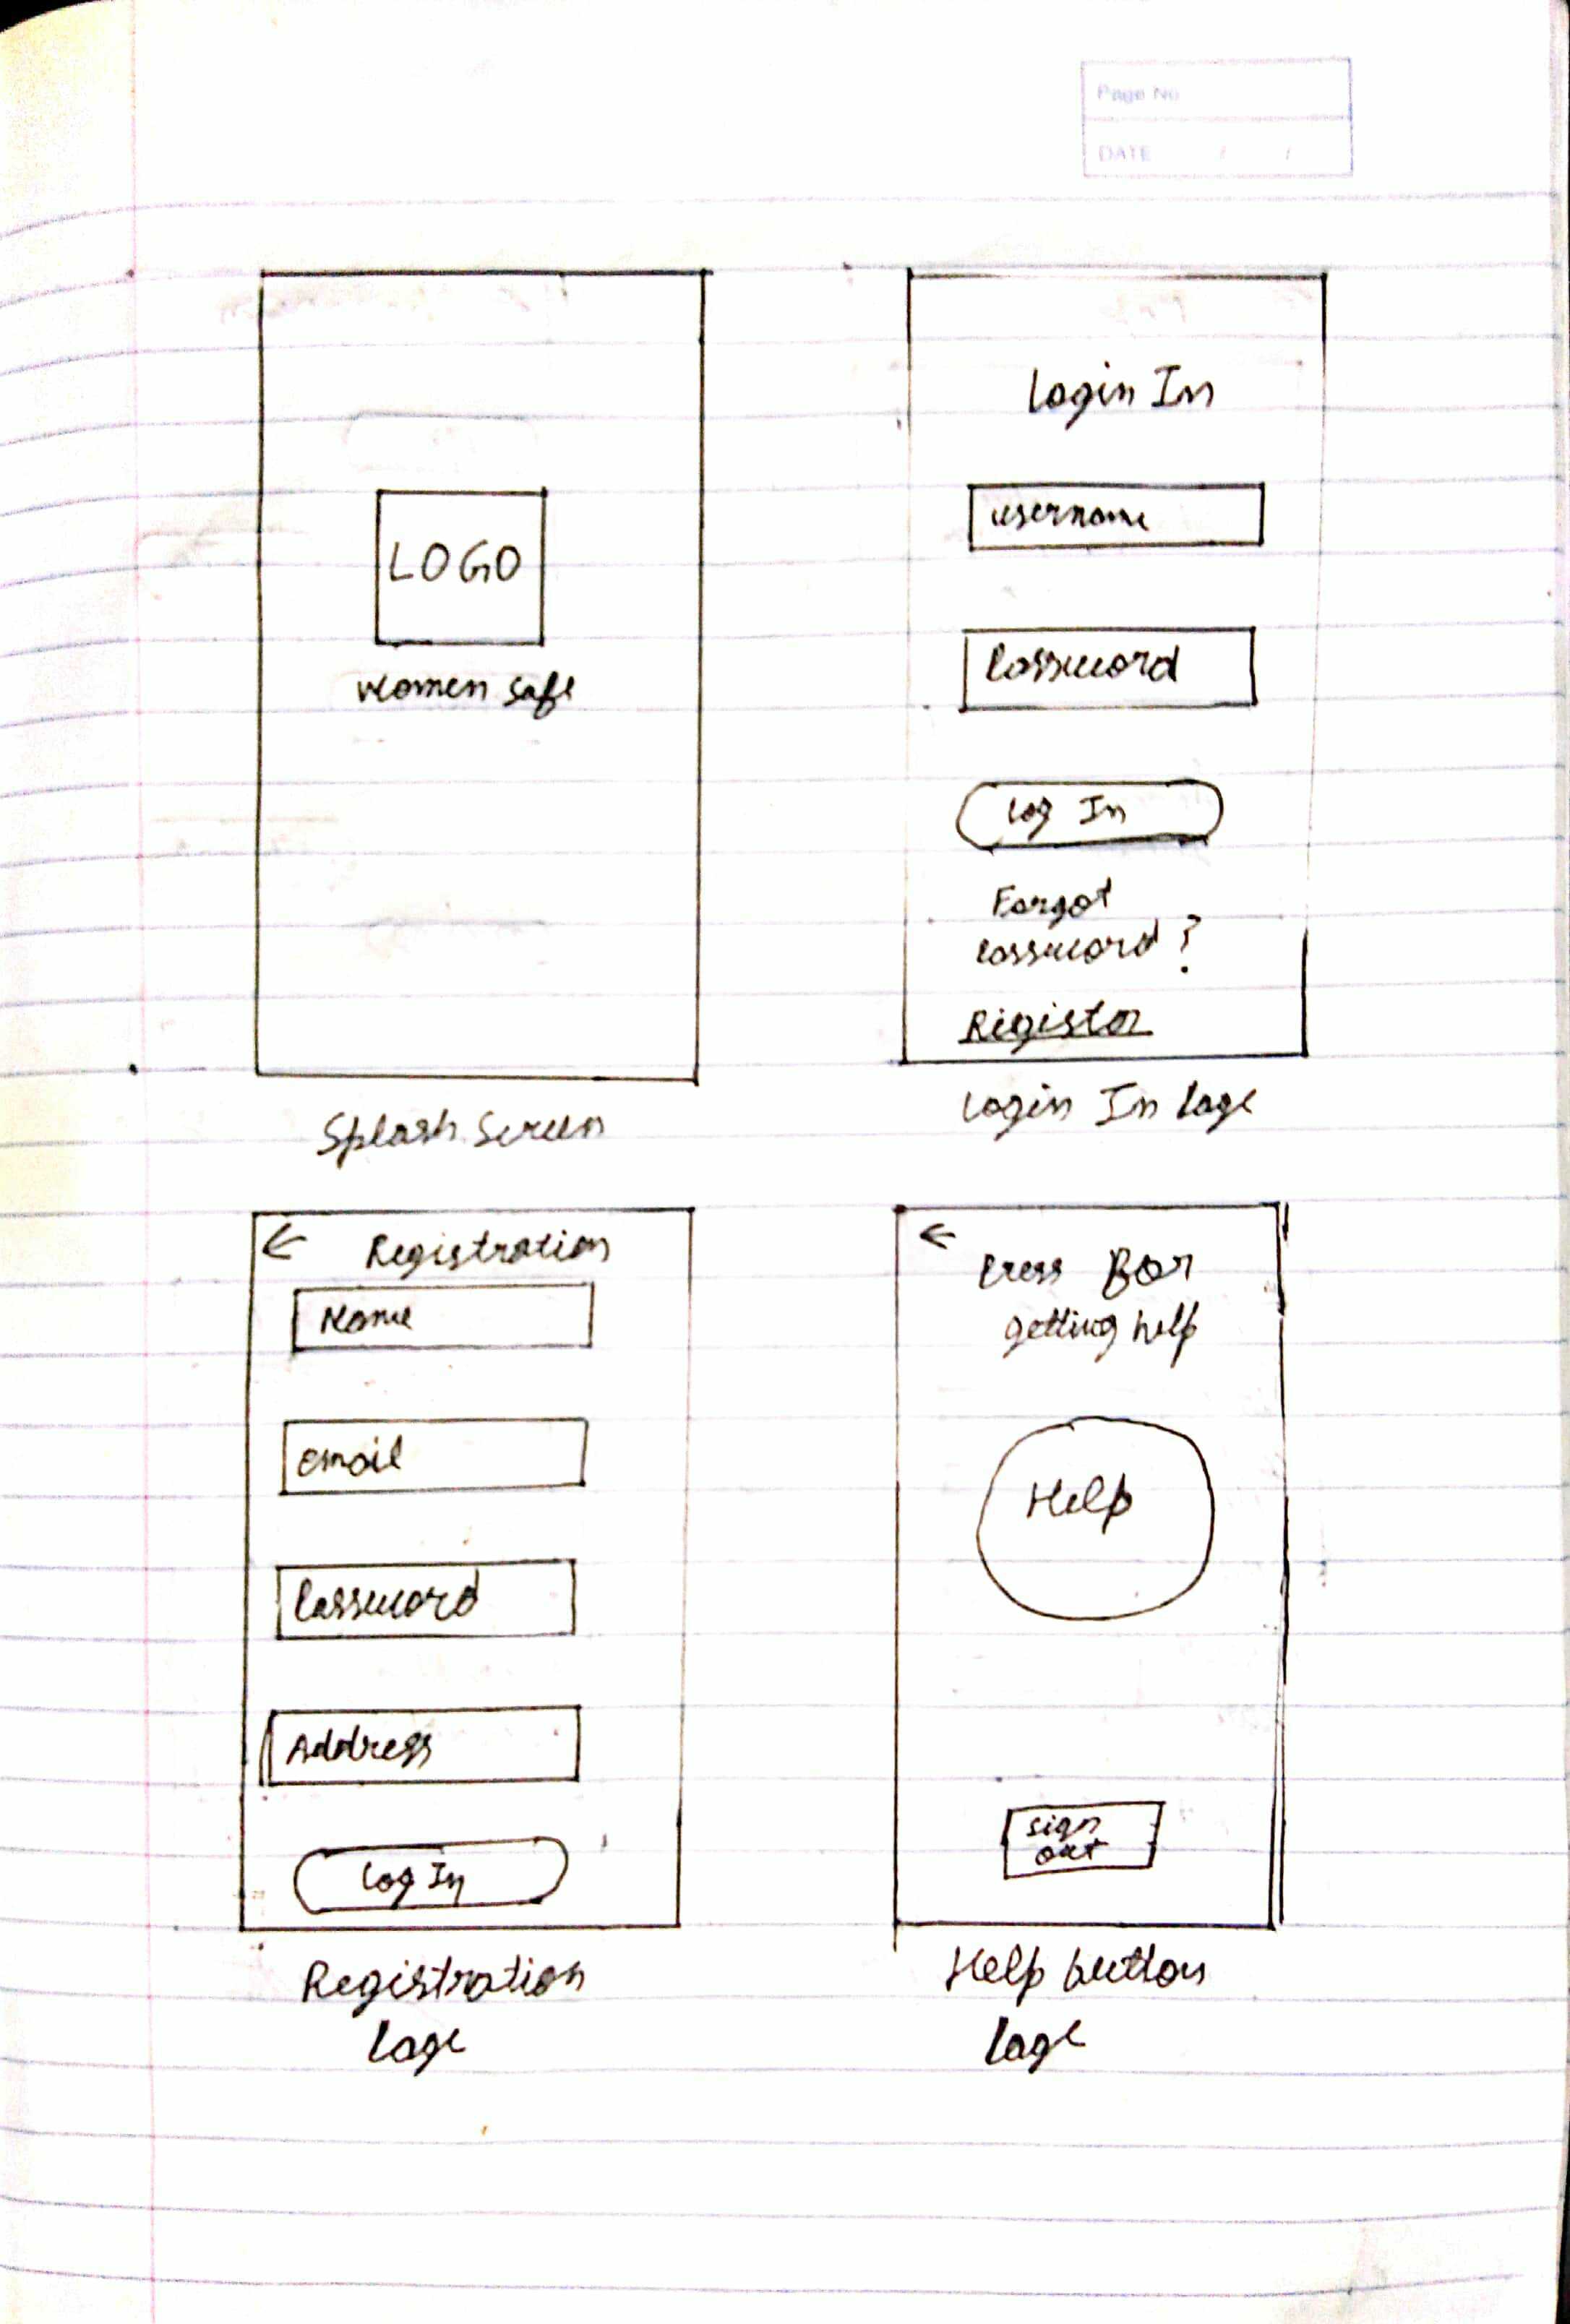 Page No
DATE / /
LOGO
women safe
Splash Screen
Login In
username
Password
Log In
Forgot
password ?
Register
Login In Page
← Registration
Name
email
Password
Address
Log In
Registration
Page
←
Press For
getting help
Help
sign
out
Help button
Page